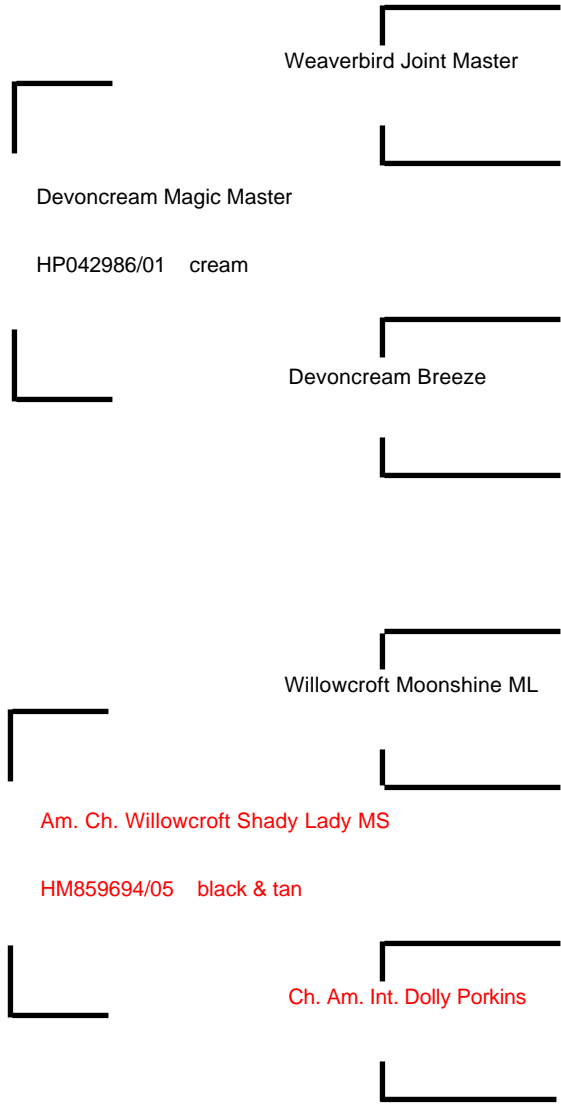 Weaverbird Joint Master
Devoncream Magic Master
HP042986/01 cream
Devoncream Breeze
Willowcroft Moonshine ML
Am. Ch. Willowcroft Shady Lady MS
HM859694/05 black & tan
Ch. Am. Int. Dolly Porkins